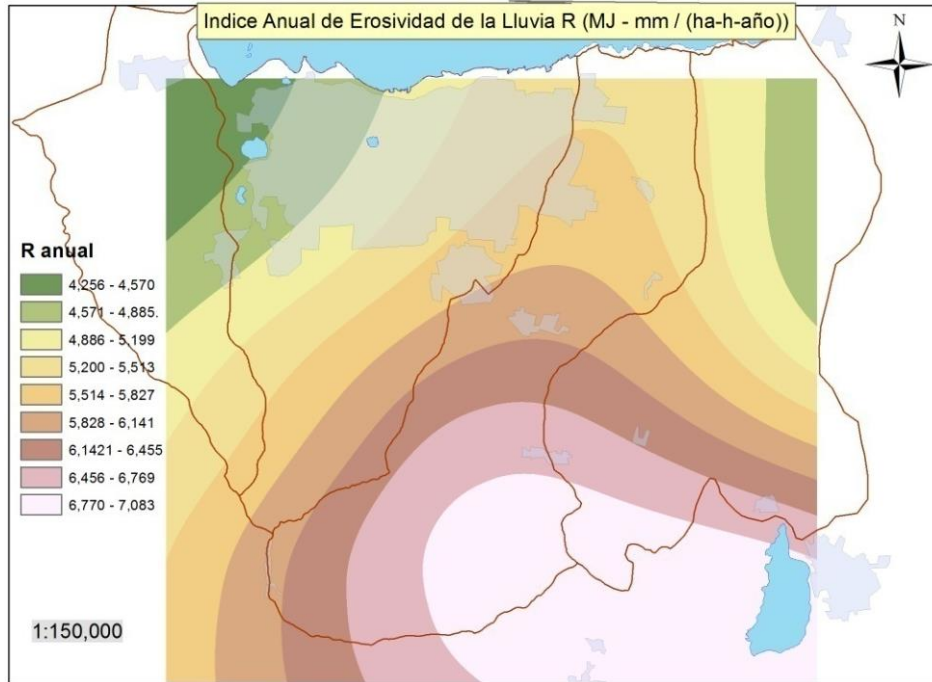 Indice Anual de Erosividad de la Lluvia R (MJ - mm / (ha-h-año))
N
R anual
4,256 - 4,570
4,571 - 4,885.
4,886 - 5,199
5,200 - 5,513
5,514 - 5,827
5,828 - 6,141
6,1421 - 6,455
6,456 - 6,769
6,770 - 7,083
1:150,000